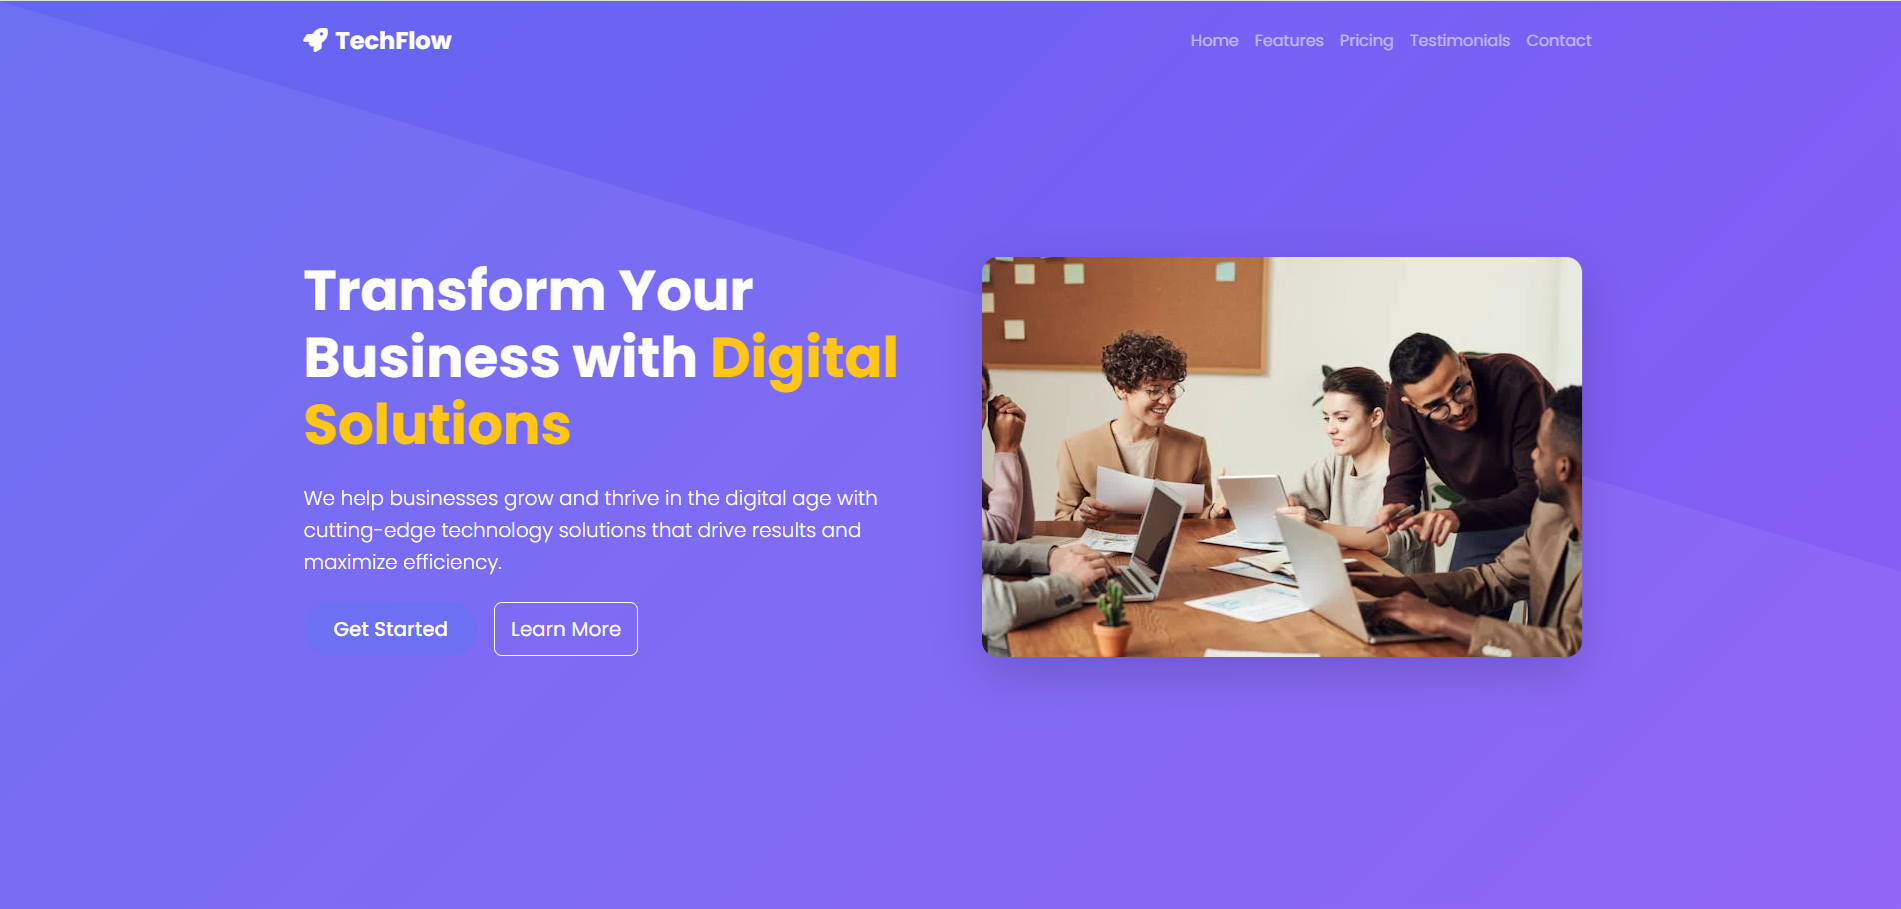 TechFlow
Home Features Pricing Testimonials Contact
Transform Your
Business with Digital
Solutions
We help businesses grow and thrive in the digital age with
cutting-edge technology solutions that drive results and
maximize efficiency.
Get Started
Learn More